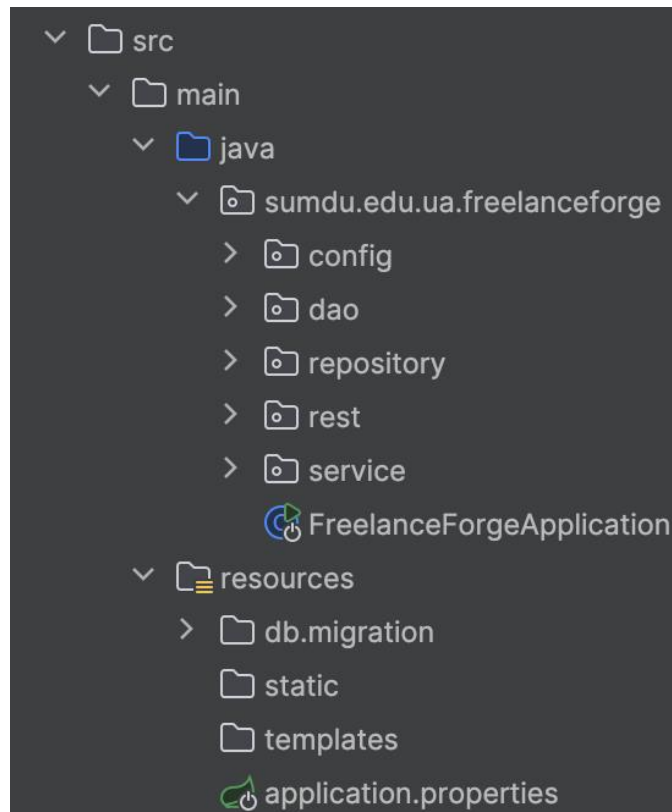 src
main
java
sumdu.edu.ua.freelanceforge
config
dao
repository
rest
service
FreelanceForgeApplication
resources
db.migration
static
templates
application.properties